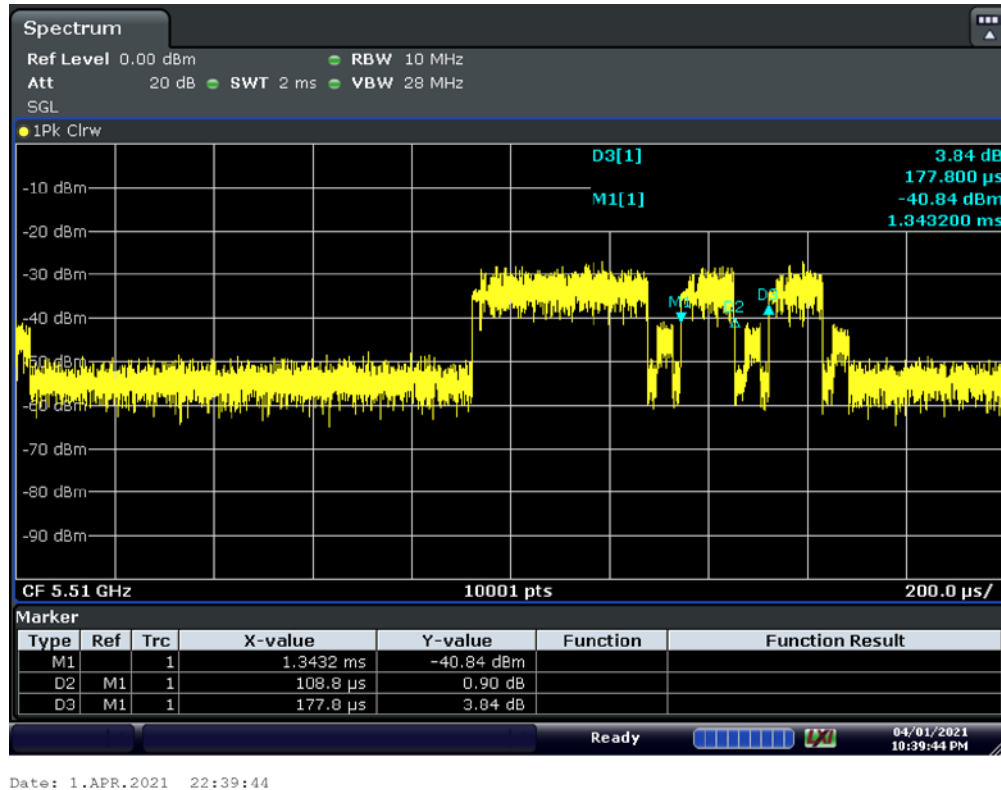 Spectrum
Ref Level 0.00 dBm RBW 10 MHz
Att 20 dB SWT 2 ms VBW 28 MHz
SGL
1Pk Clrw
D3[1] 3.84 dB
177.800 µs
-10 dBm
M1[1] -40.84 dBm
1.343200 ms
-20 dBm
-30 dBm
M1 D2 D3
-40 dBm
-50 dBm
-60 dBm
-70 dBm
-80 dBm
-90 dBm
CF 5.51 GHz 10001 pts 200.0 µs/
Marker
Type Ref Trc X-value Y-value Function Function Result
M1 1 1.3432 ms -40.84 dBm
D2 M1 1 108.8 µs 0.90 dB
D3 M1 1 177.8 µs 3.84 dB
Ready LXI 04/01/2021
10:39:44 PM
Date: 1.APR.2021 22:39:44